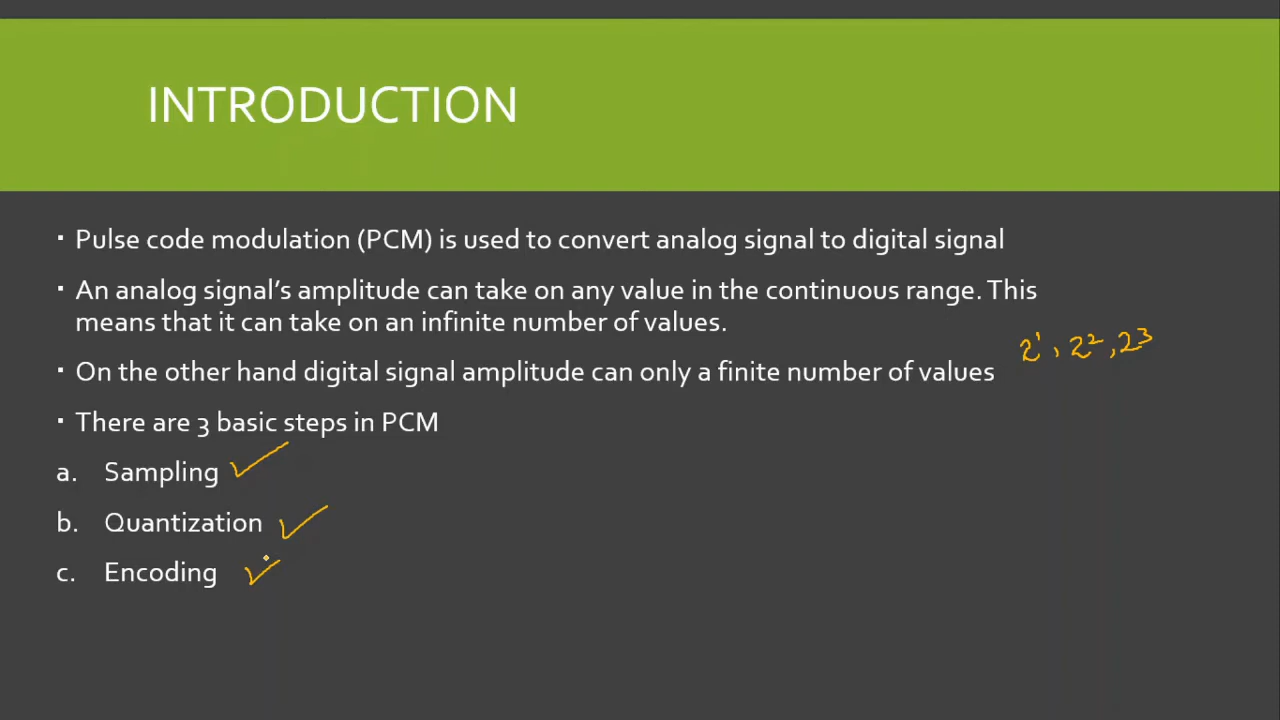 INTRODUCTION
· Pulse code modulation (PCM) is used to convert analog signal to digital signal
· An analog signal’s amplitude can take on any value in the continuous range. This
means that it can take on an infinite number of values.
2¹, 2², 2³
· On the other hand digital signal amplitude can only a finite number of values
· There are 3 basic steps in PCM
a. Sampling
b. Quantization
c. Encoding